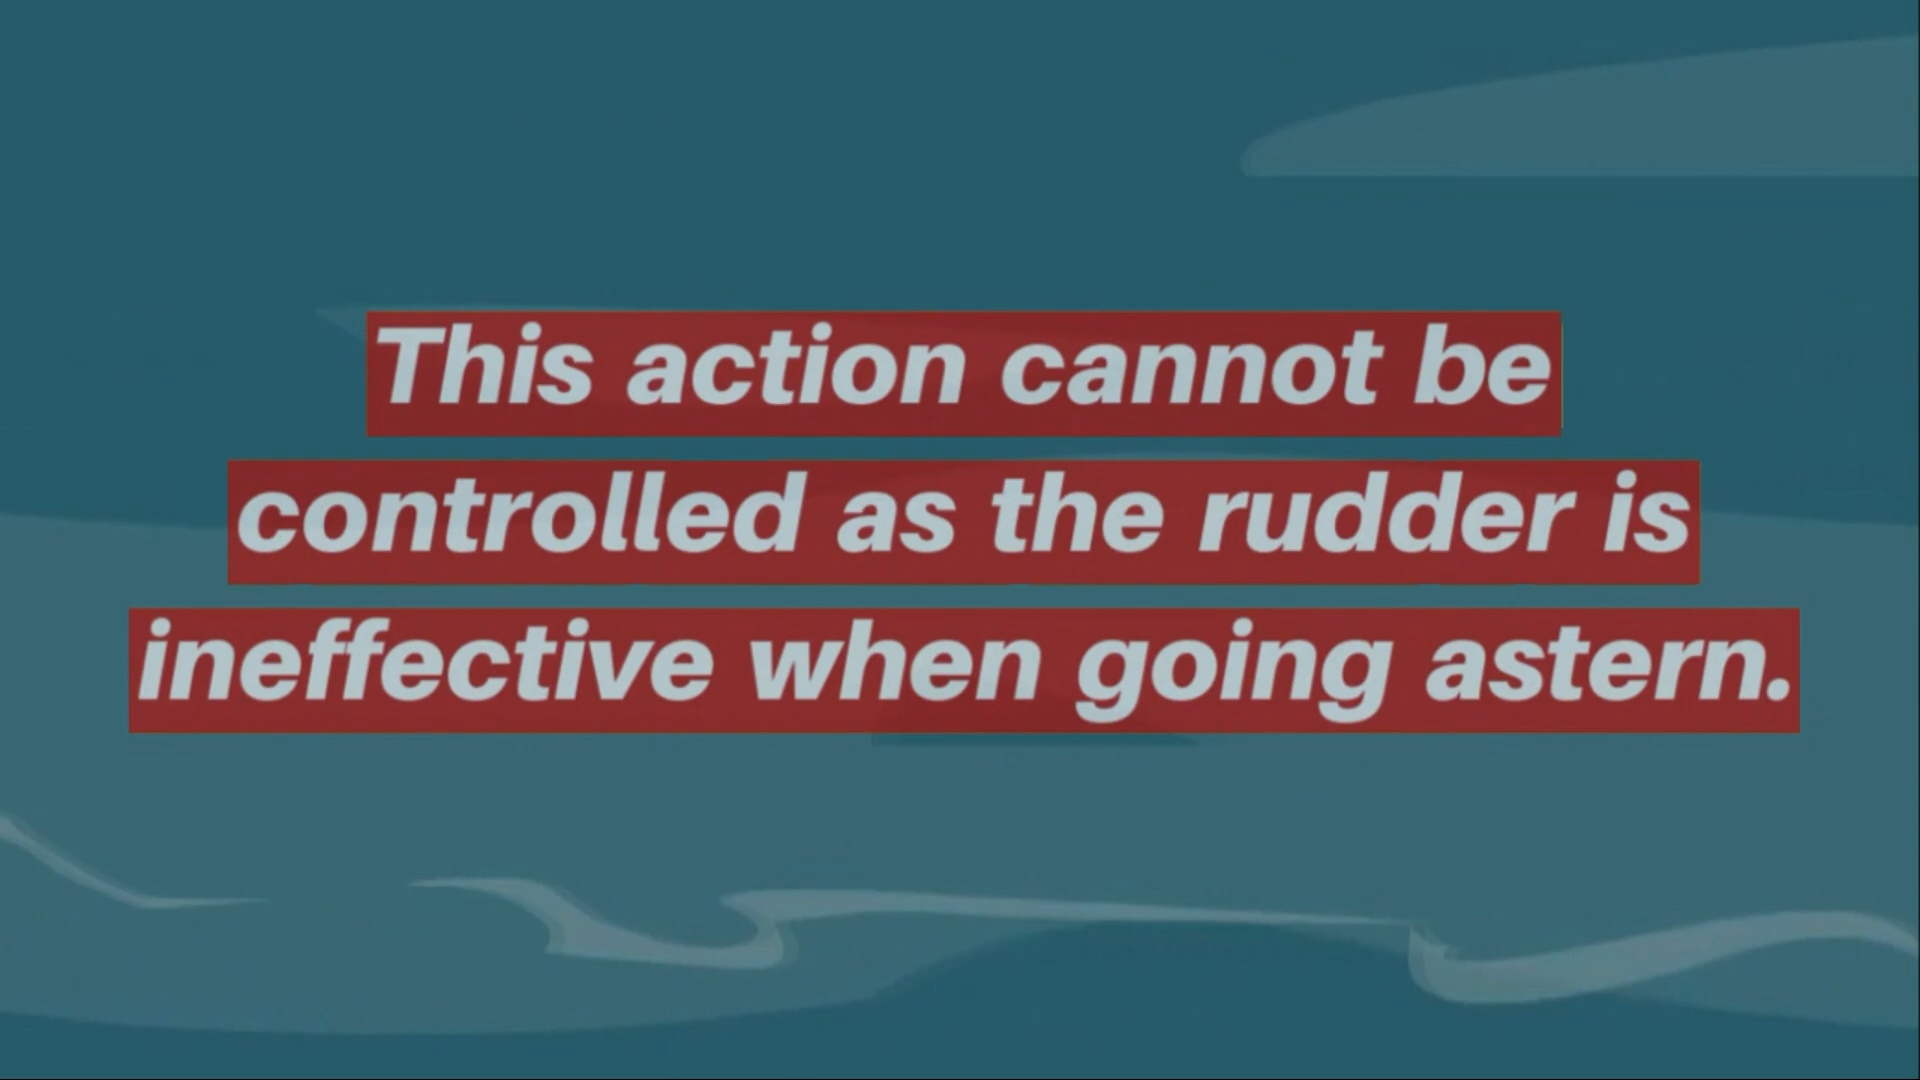 This action cannot be
controlled as the rudder is
ineffective when going astern.